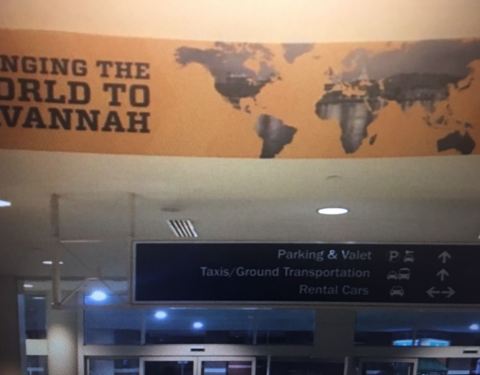 NGING THE
ORLD TO
VANNAH
Parking & Valet P
Taxis/Ground Transportation
Rental Cars